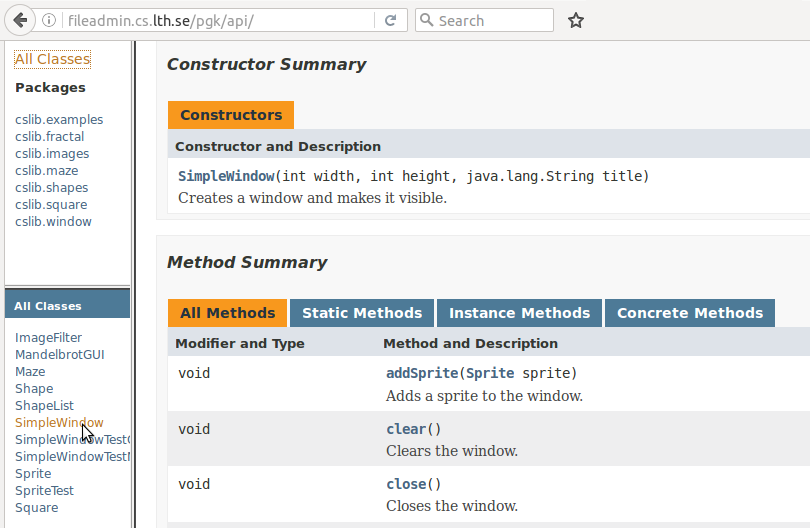 fileadmin.cs.lth.se/pgk/api/
Search
All Classes
Packages
cslib.examples
cslib.fractal
cslib.images
cslib.maze
cslib.shapes
cslib.square
cslib.window
All Classes
ImageFilter
MandelbrotGUI
Maze
Shape
ShapeList
SimpleWindow
SimpleWindowTest
SimpleWindowTest
Sprite
SpriteTest
Square
Constructor Summary
Constructors
Constructor and Description
SimpleWindow(int width, int height, java.lang.String title)
Creates a window and makes it visible.
Method Summary
All Methods Static Methods Instance Methods Concrete Methods
Modifier and Type Method and Description
void addSprite(Sprite sprite)
Adds a sprite to the window.
void clear()
Clears the window.
void close()
Closes the window.